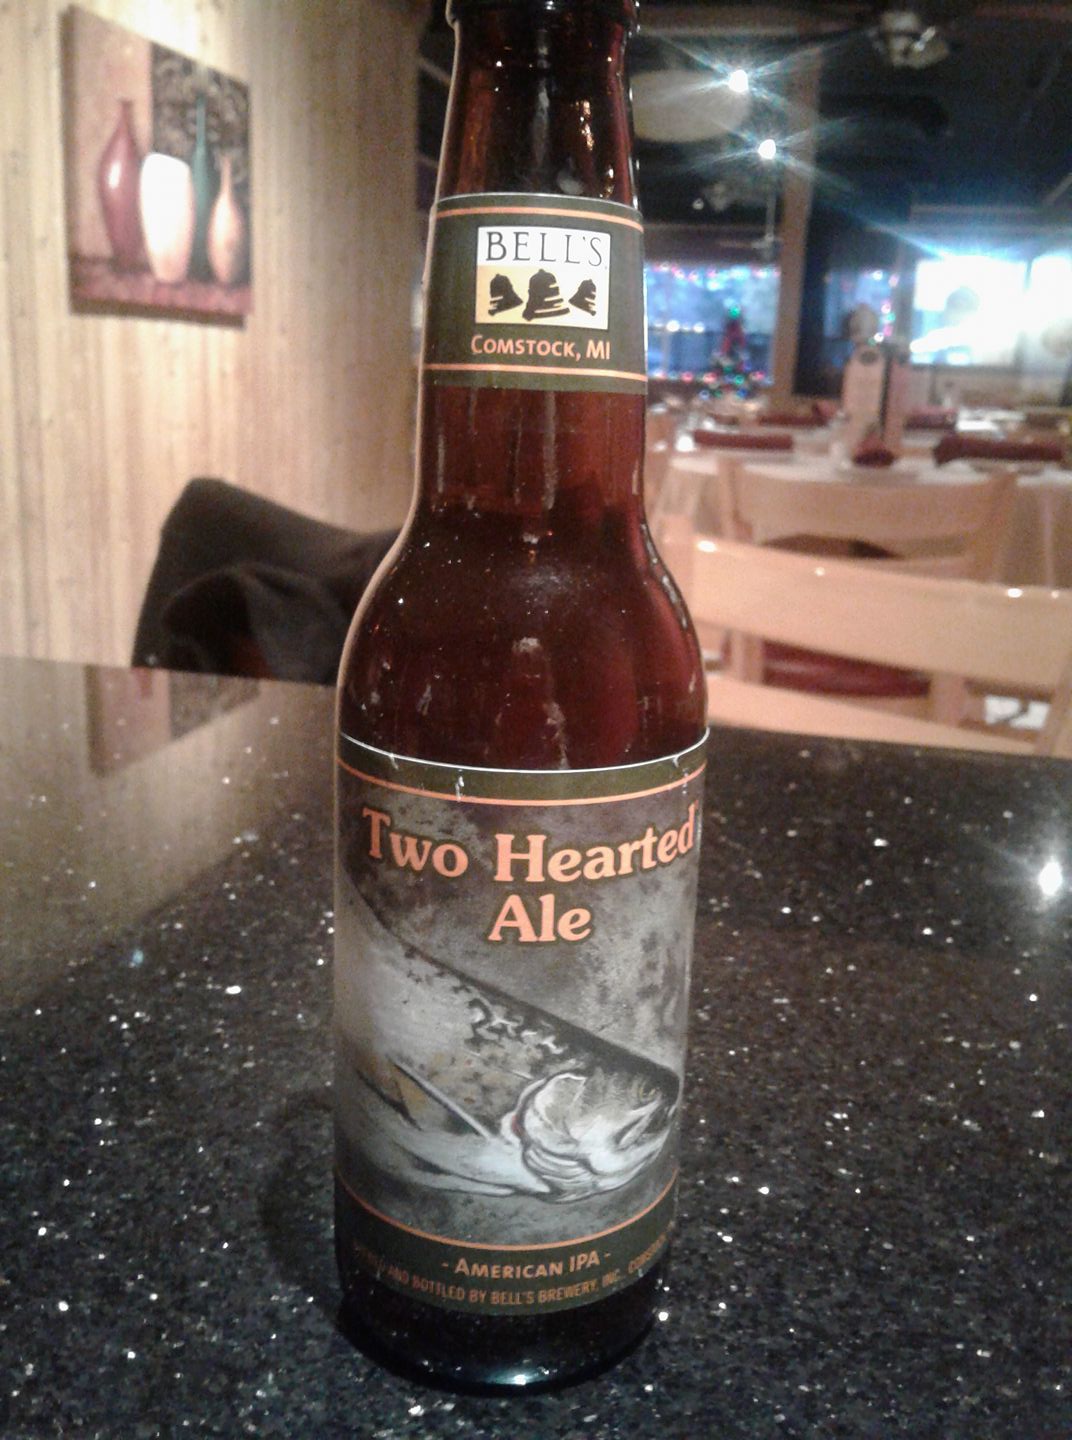 BELL'S
COMSTOCK, MI
Two Hearted
Ale
- AMERICAN IPA -
AND BOTTLED BY BELL'S BREWERY, INC.